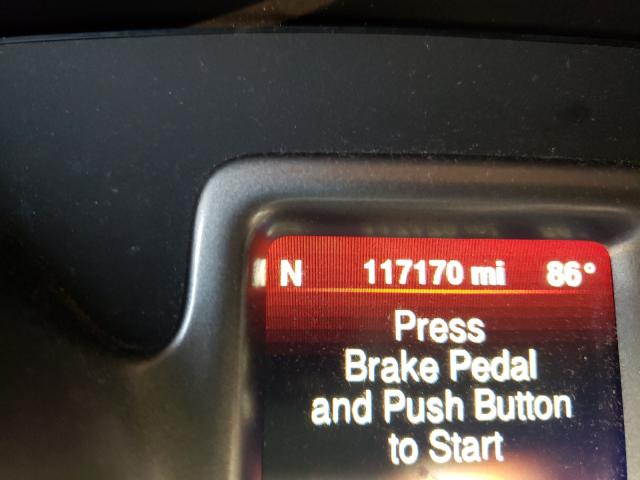 N 117170 mi 86°
Press
Brake Pedal
and Push Button
to Start